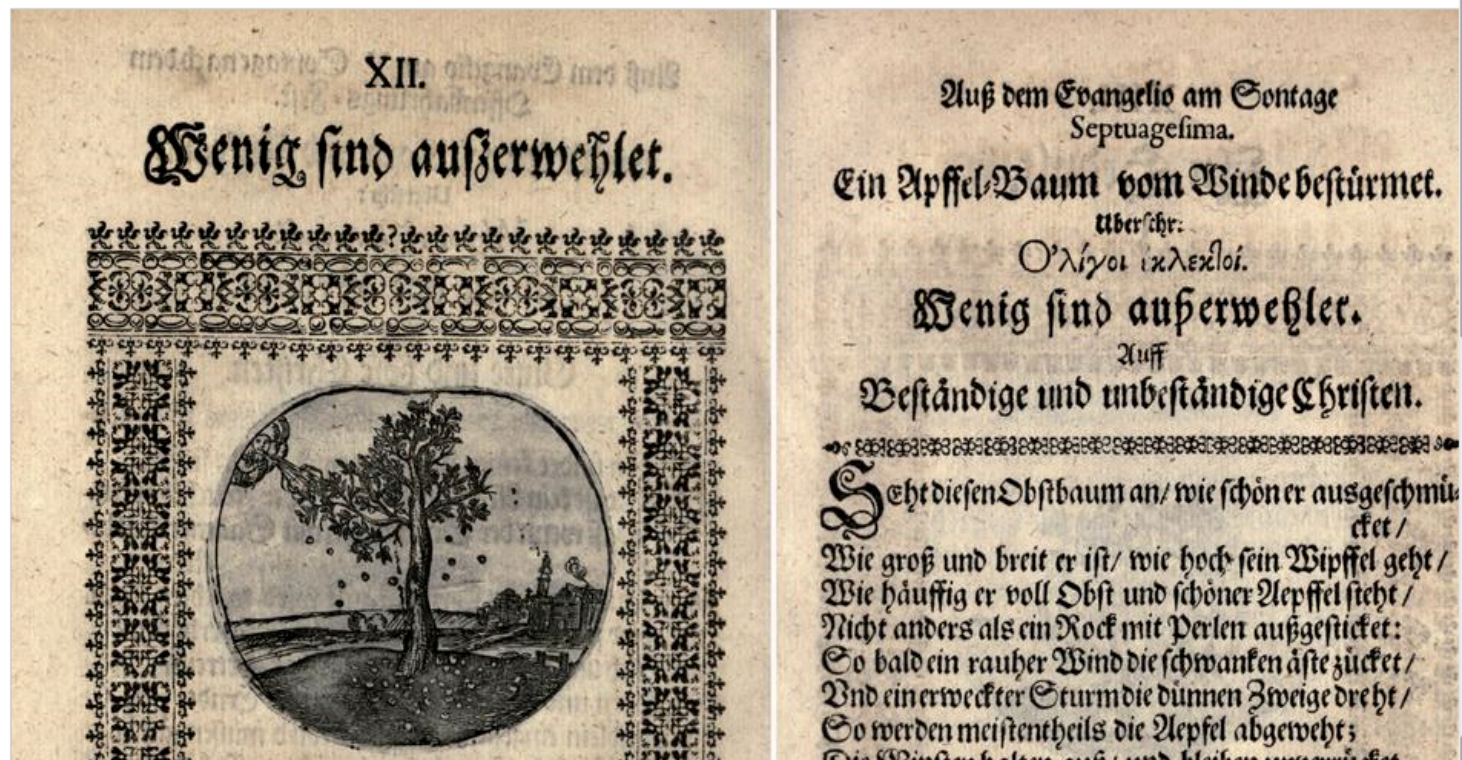 XII.
Wenig sind außerwehlet.
Auß dem Evangelio am Sontage
Septuagesima.
Ein Apffel-Baum vom Winde bestürmet.
Uberschr:
Ὀλίγοι ἐκλεκτοί.
Wenig sind außerwehlet.
Auff
Beständige und unbeständige Christen.
Seht diesen Obstbaum an/ wie schön er ausgeschmü-
cket/
Wie groß und breit er ist/ wie hoch sein Wipffel geht/
Wie häuffig er voll Obst und schöner Aepffel steht/
Nicht anders als ein Rock mit Perlen außgesticket:
So bald ein rauher Wind die schwanken äste zücket/
Vnd ein erweckter Sturm die dünnen Zweige dreht/
So werden meistentheils die Aepfel abgeweht;